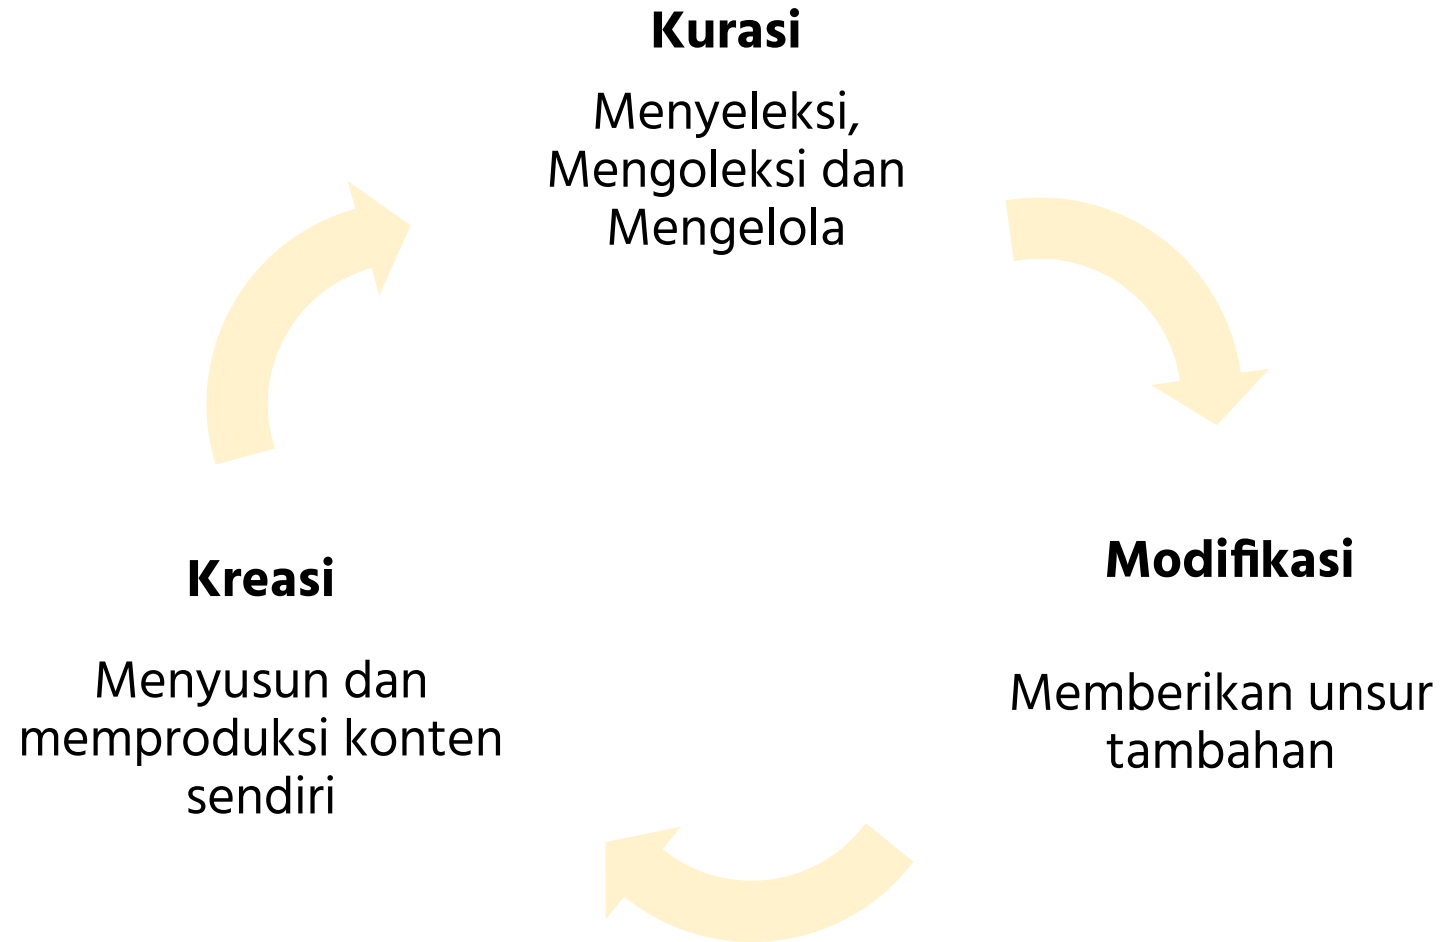 Kurasi
Menyeleksi,
Mengoleksi dan
Mengelola
Modifikasi
Memberikan unsur
tambahan
Kreasi
Menyusun dan
memproduksi konten
sendiri